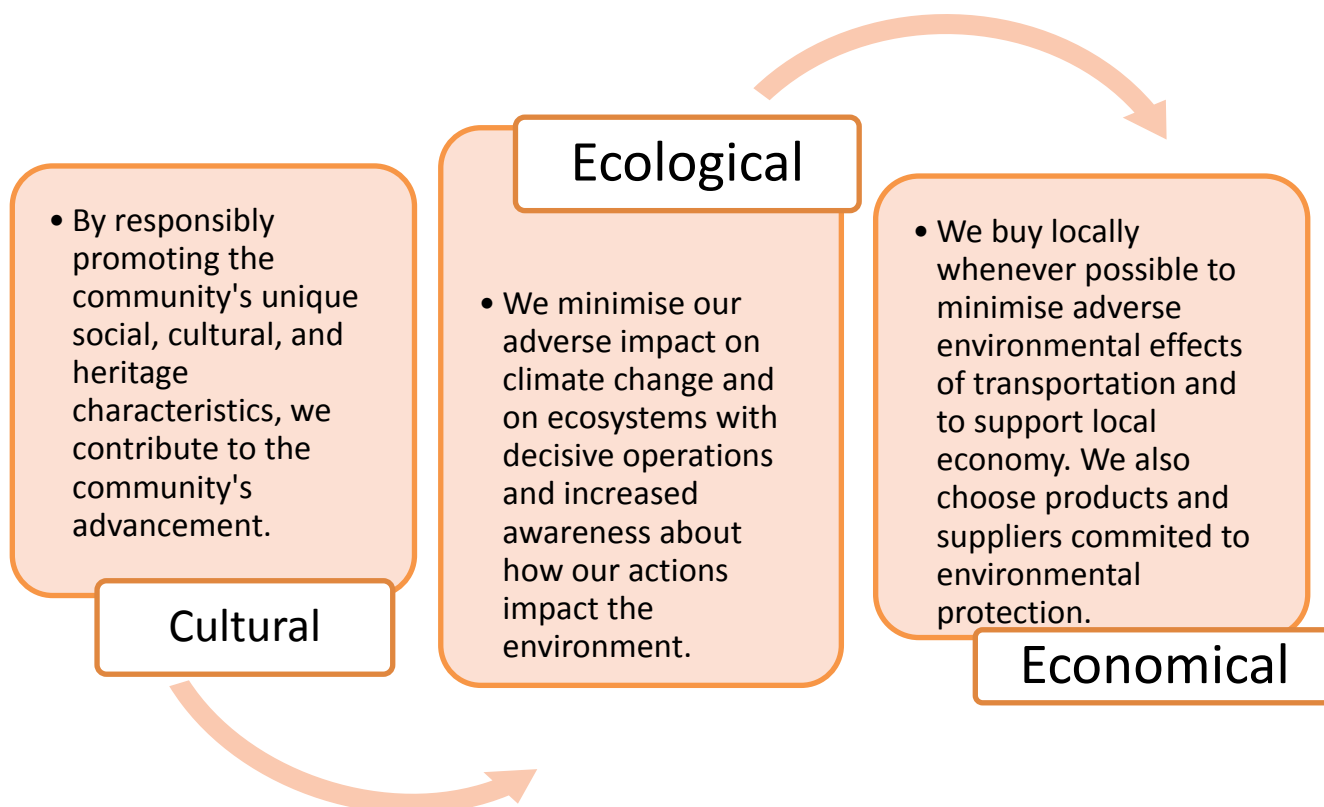 • By responsibly
promoting the
community's unique
social, cultural, and
heritage
characteristics, we
contribute to the
community's
advancement.
Cultural
Ecological
• We minimise our
adverse impact on
climate change and
on ecosystems with
decisive operations
and increased
awareness about
how our actions
impact the
environment.
• We buy locally
whenever possible to
minimise adverse
environmental effects
of transportation and
to support local
economy. We also
choose products and
suppliers commited to
environmental
protection.
Economical